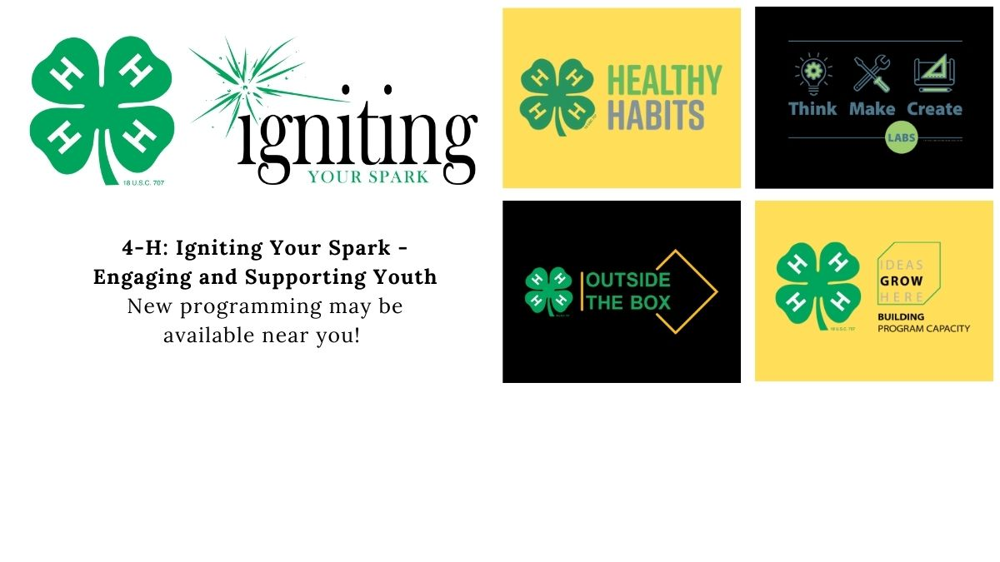 H H
H H
18 U.S.C. 707
igniting
YOUR SPARK
4-H: Igniting Your Spark -
Engaging and Supporting Youth
New programming may be
available near you!
H H
H H
HEALTHY
HABITS
Think Make Create
LABS
H H
H H
OUTSIDE
THE BOX
H H
H H
18 U.S.C. 707
IDEAS
GROW
HERE
BUILDING
PROGRAM CAPACITY